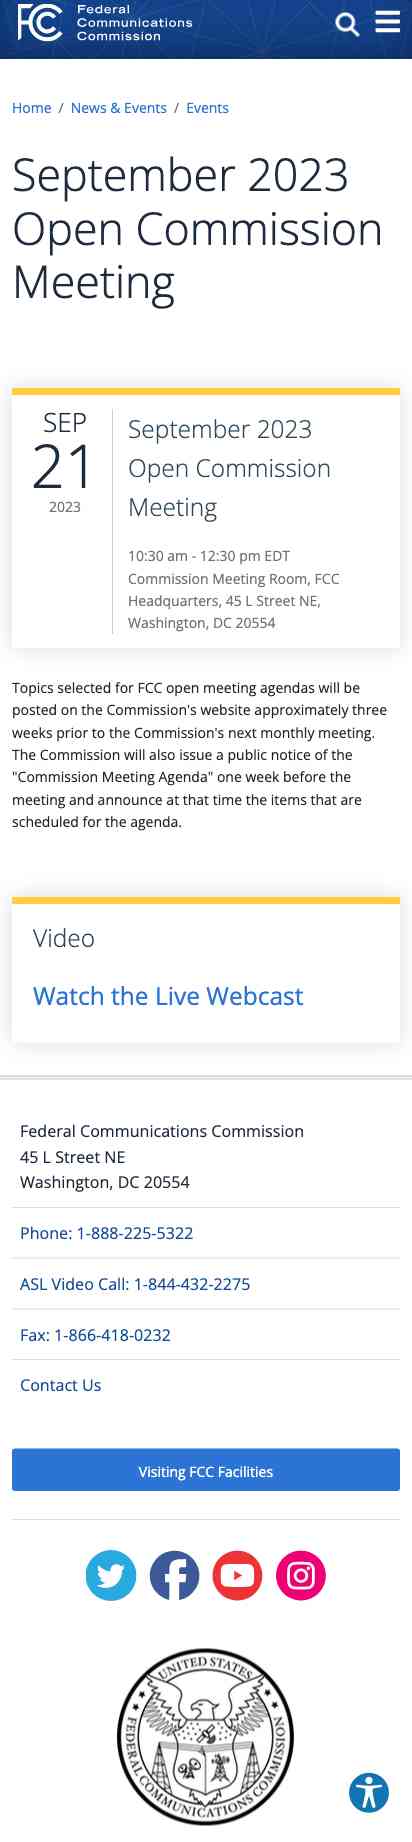 FCC Federal Communications Commission
Home / News & Events / Events
September 2023
Open Commission
Meeting
SEP
21
2023
September 2023
Open Commission
Meeting
10:30 am - 12:30 pm EDT
Commission Meeting Room, FCC
Headquarters, 45 L Street NE,
Washington, DC 20554
Topics selected for FCC open meeting agendas will be
posted on the Commission's website approximately three
weeks prior to the Commission's next monthly meeting.
The Commission will also issue a public notice of the
"Commission Meeting Agenda" one week before the
meeting and announce at that time the items that are
scheduled for the agenda.
Video
Watch the Live Webcast
Federal Communications Commission
45 L Street NE
Washington, DC 20554
Phone: 1-888-225-5322
ASL Video Call: 1-844-432-2275
Fax: 1-866-418-0232
Contact Us
Visiting FCC Facilities
UNITED STATES
FEDERAL COMMUNICATIONS COMMISSION